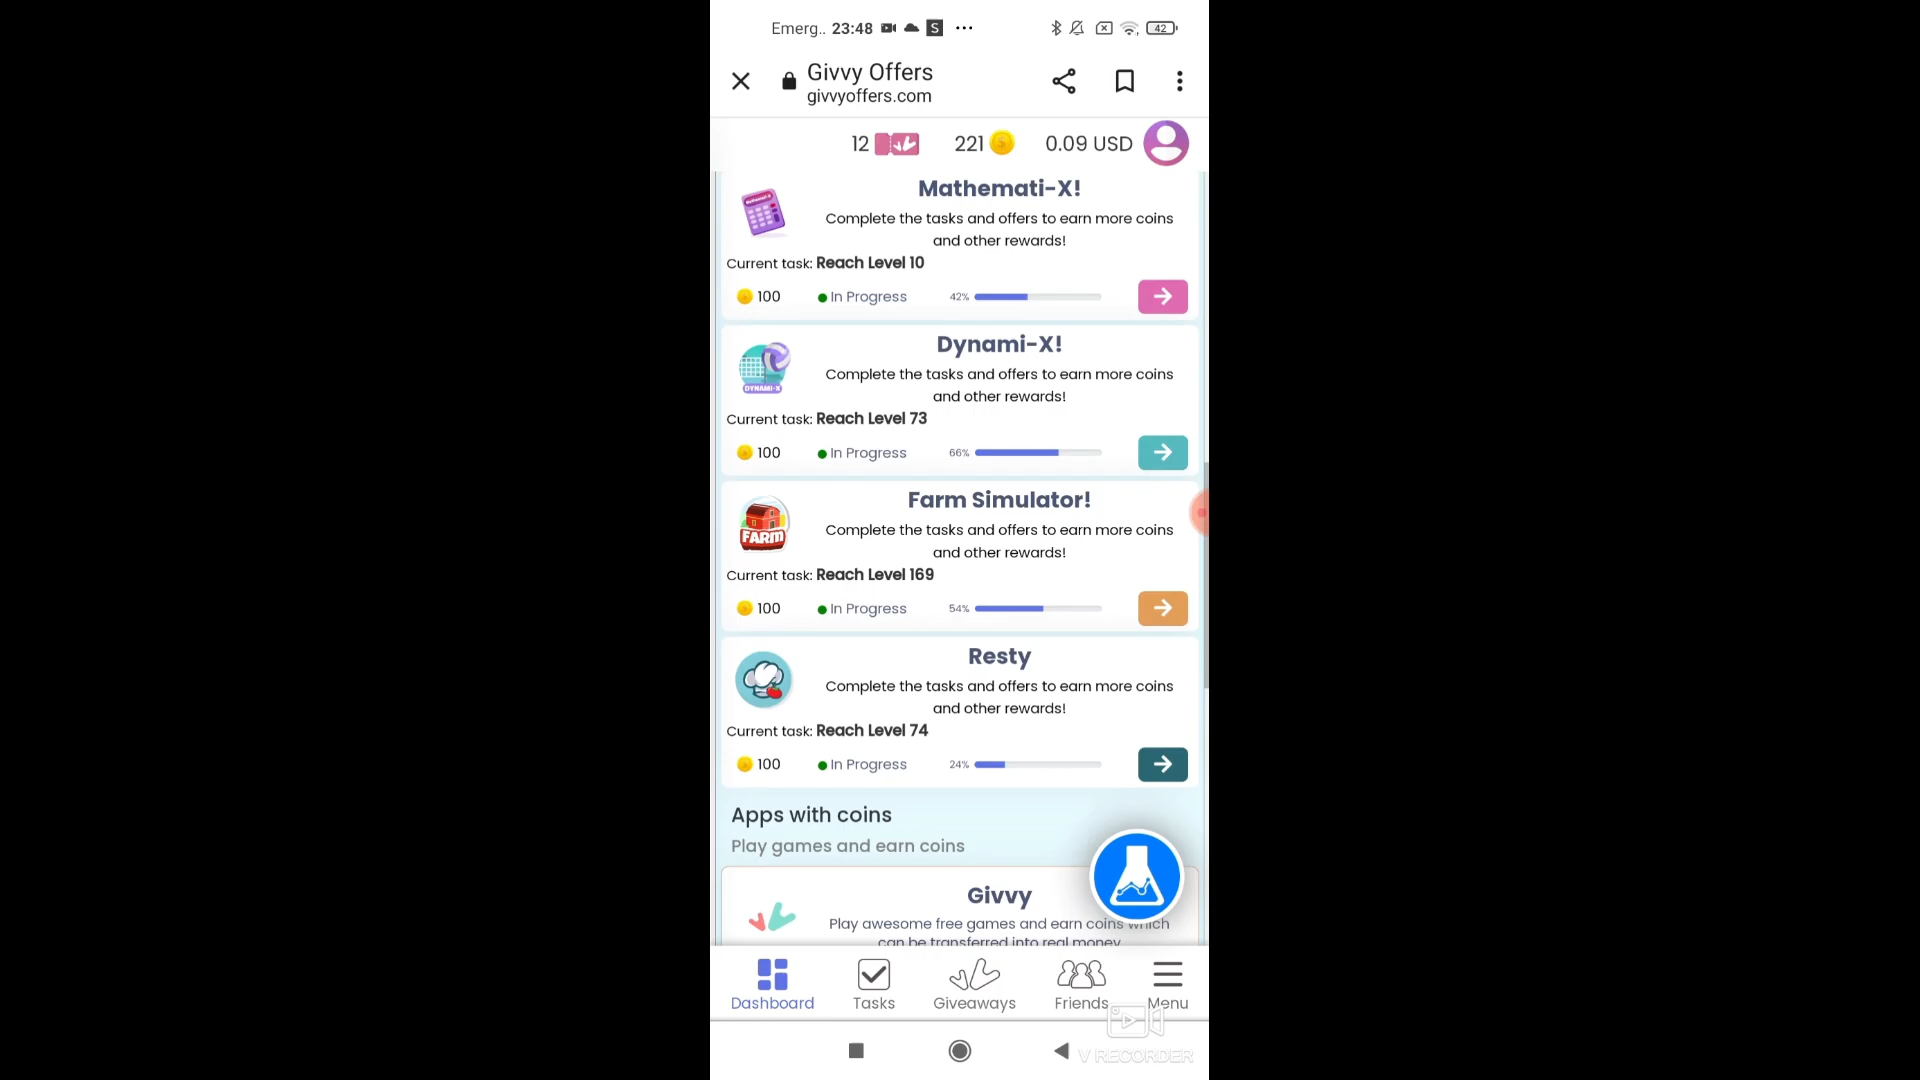 Emerg.. 23:48 S ... 42
Givvy Offers
givvyoffers.com
12 221 0.09 USD
Mathemati-X!
Complete the tasks and offers to earn more coins
and other rewards!
Current task: Reach Level 10
100 In Progress 42%
Dynami-X!
DYNAMI-X
Complete the tasks and offers to earn more coins
and other rewards!
Current task: Reach Level 73
100 In Progress 66%
Farm Simulator!
FARM
Complete the tasks and offers to earn more coins
and other rewards!
Current task: Reach Level 169
100 In Progress 54%
Resty
Complete the tasks and offers to earn more coins
and other rewards!
Current task: Reach Level 74
100 In Progress 24%
Apps with coins
Play games and earn coins
Givvy
Play awesome free games and earn coins which
can be transferred into real money
Dashboard Tasks Giveaways Friends Menu
V RECORDER